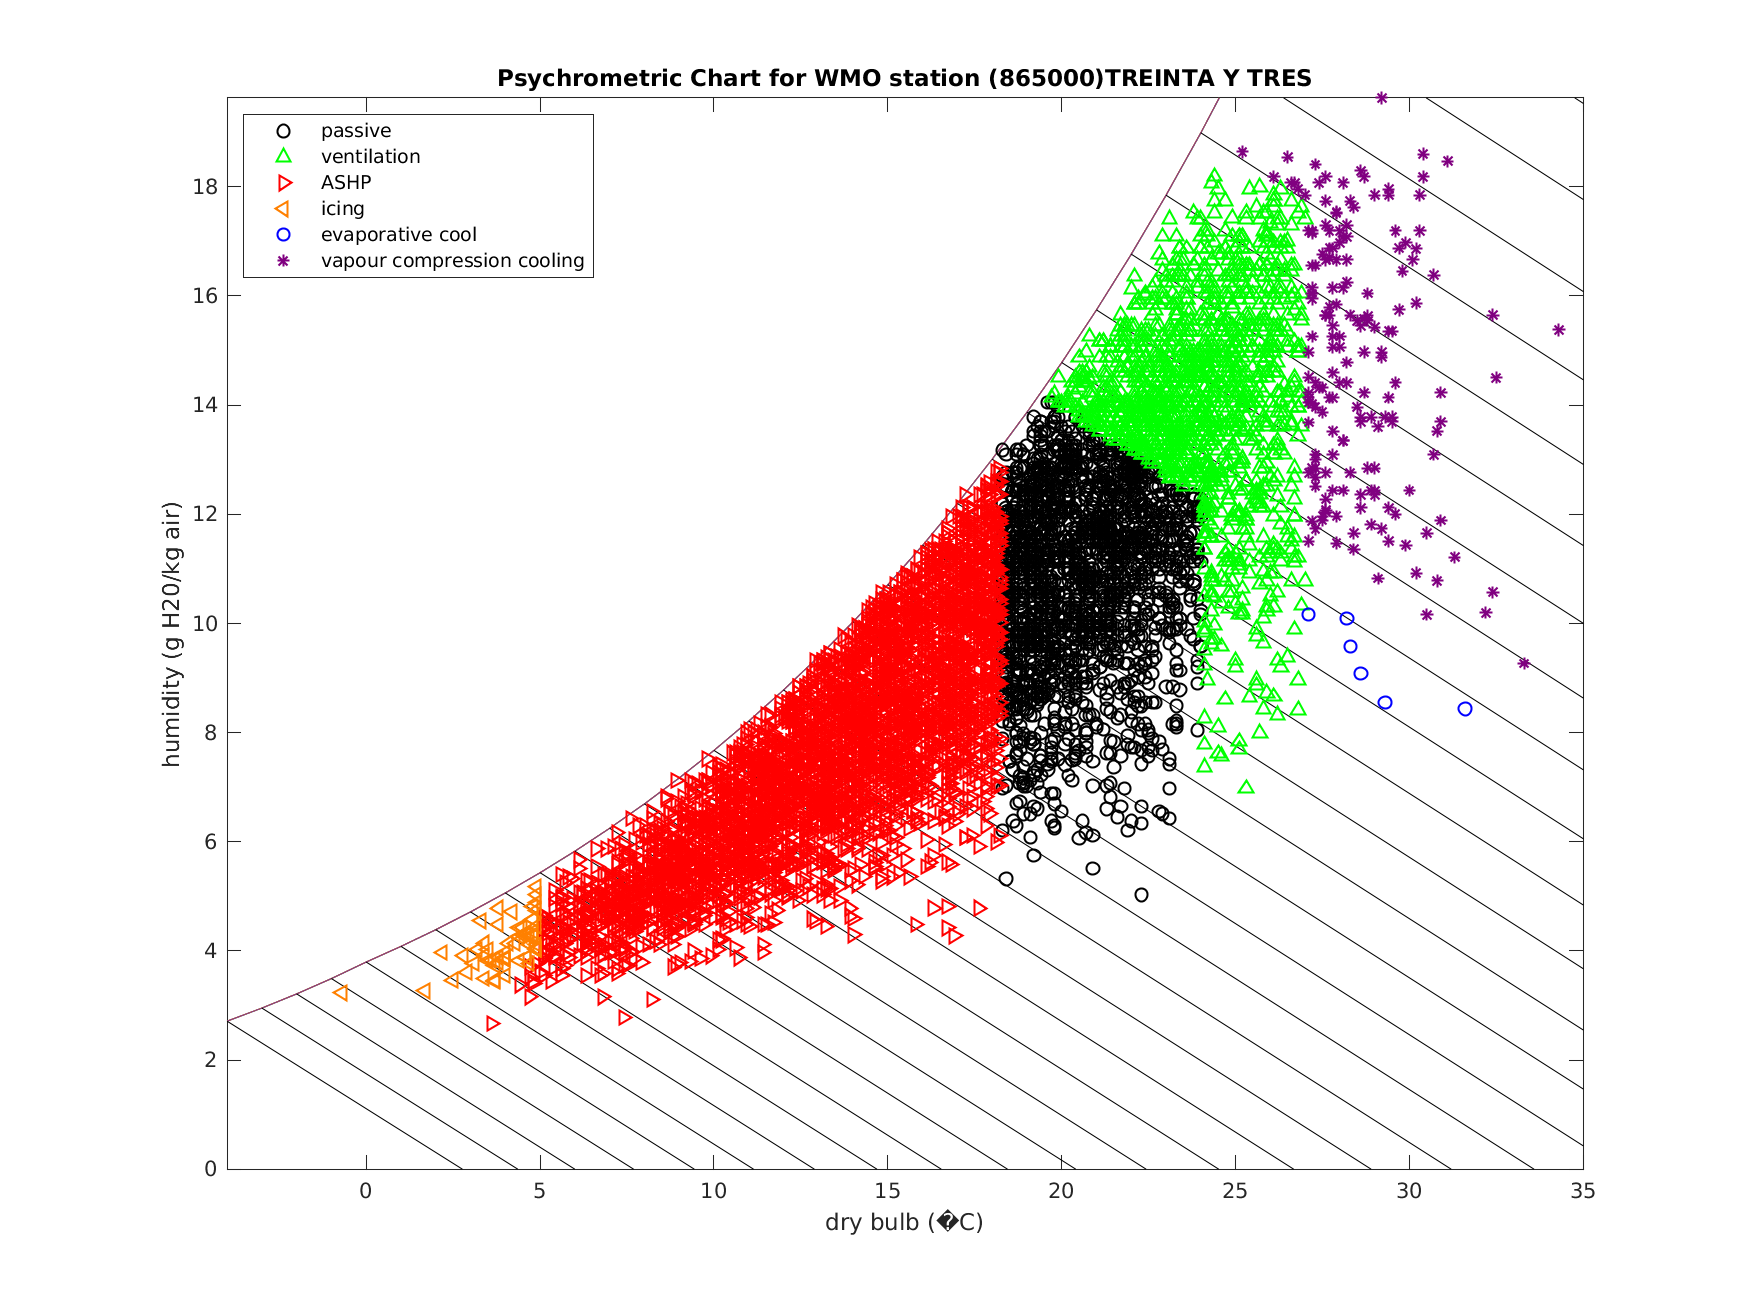 Psychrometric Chart for WMO station (865000)TREINTA Y TRES
passive
ventilation
ASHP
icing
evaporative cool
vapour compression cooling
18
16
14
12
10
8
6
4
2
0
humidity (g H20/kg air)
0 5 10 15 20 25 30 35
dry bulb (�C)